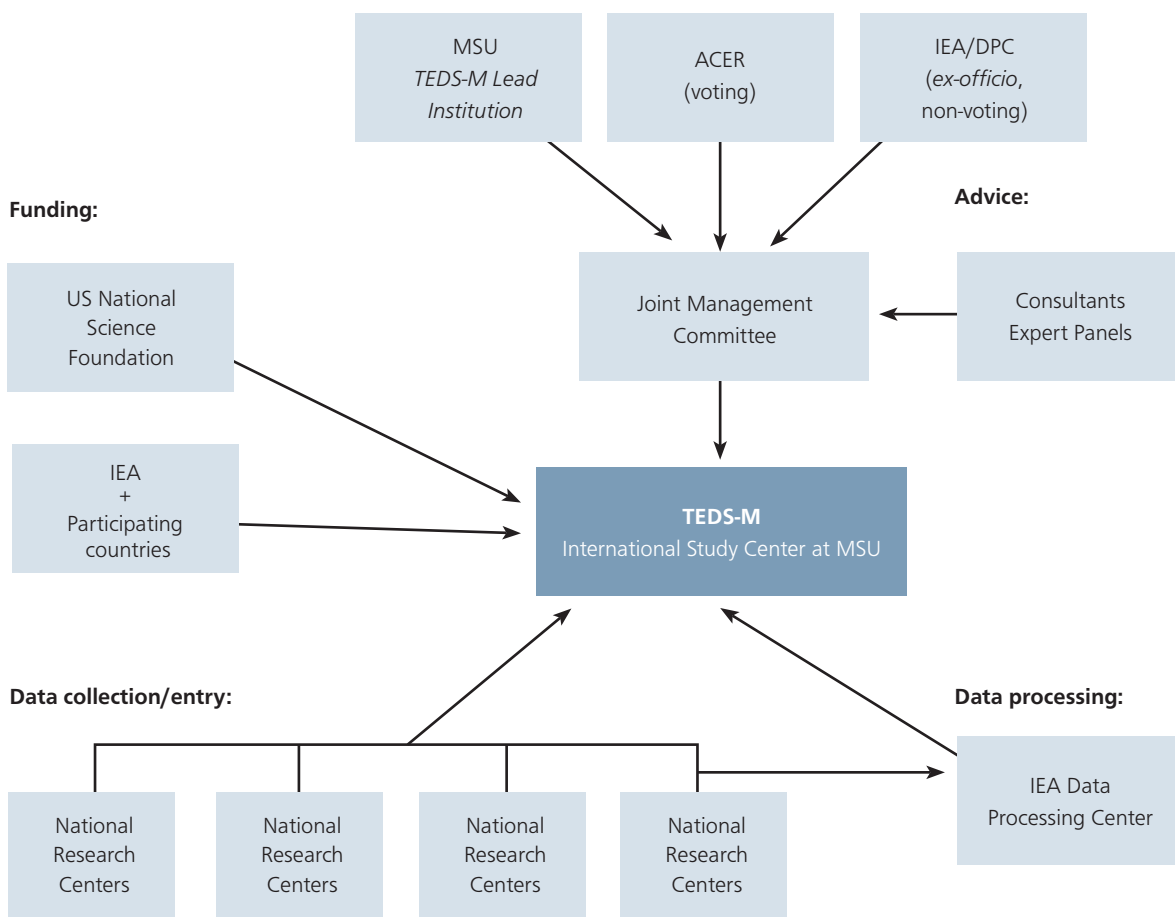 MSU
TEDS-M Lead
Institution
ACER
(voting)
IEA/DPC
(ex-officio,
non-voting)
Funding:
Advice:
US National
Science
Foundation
Joint Management
Committee
Consultants
Expert Panels
IEA
+
Participating
countries
TEDS-M
International Study Center at MSU
Data collection/entry:
Data processing:
National
Research
Centers
National
Research
Centers
National
Research
Centers
National
Research
Centers
IEA Data
Processing Center